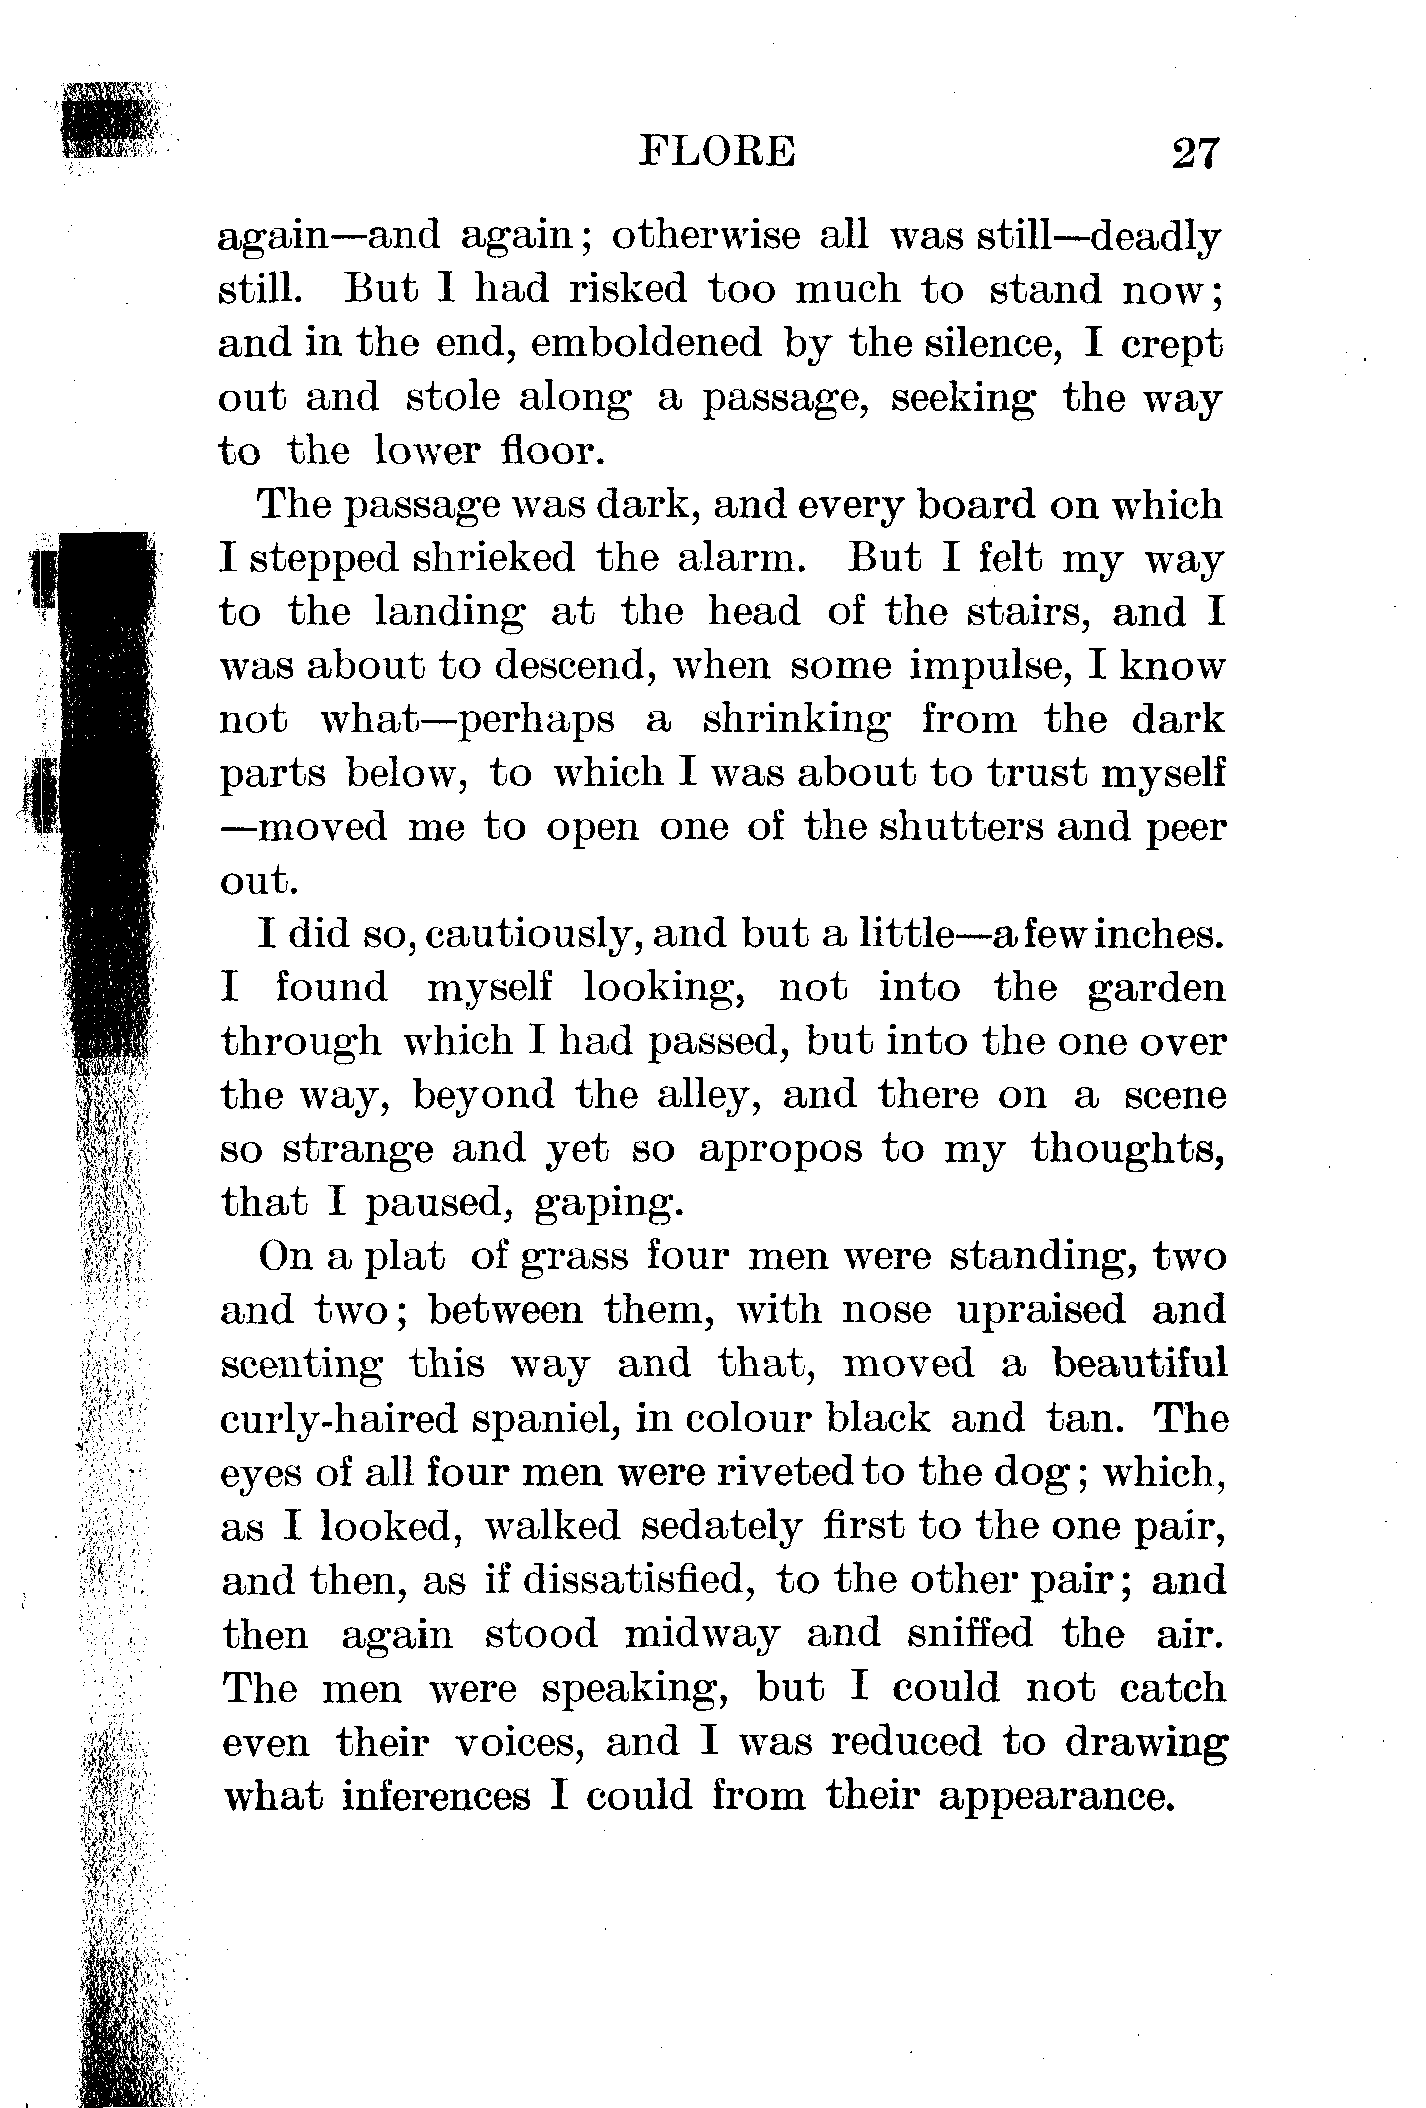 FLORE 27
again—and again; otherwise all was still—deadly
still. But I had risked too much to stand now;
and in the end, emboldened by the silence, I crept
out and stole along a passage, seeking the way
to the lower floor.
The passage was dark, and every board on which
I stepped shrieked the alarm. But I felt my way
to the landing at the head of the stairs, and I
was about to descend, when some impulse, I know
not what—perhaps a shrinking from the dark
parts below, to which I was about to trust myself
—moved me to open one of the shutters and peer
out.
I did so, cautiously, and but a little—a few inches.
I found myself looking, not into the garden
through which I had passed, but into the one over
the way, beyond the alley, and there on a scene
so strange and yet so apropos to my thoughts,
that I paused, gaping.
On a plat of grass four men were standing, two
and two; between them, with nose upraised and
scenting this way and that, moved a beautiful
curly-haired spaniel, in colour black and tan. The
eyes of all four men were riveted to the dog; which,
as I looked, walked sedately first to the one pair,
and then, as if dissatisfied, to the other pair; and
then again stood midway and sniffed the air.
The men were speaking, but I could not catch
even their voices, and I was reduced to drawing
what inferences I could from their appearance.